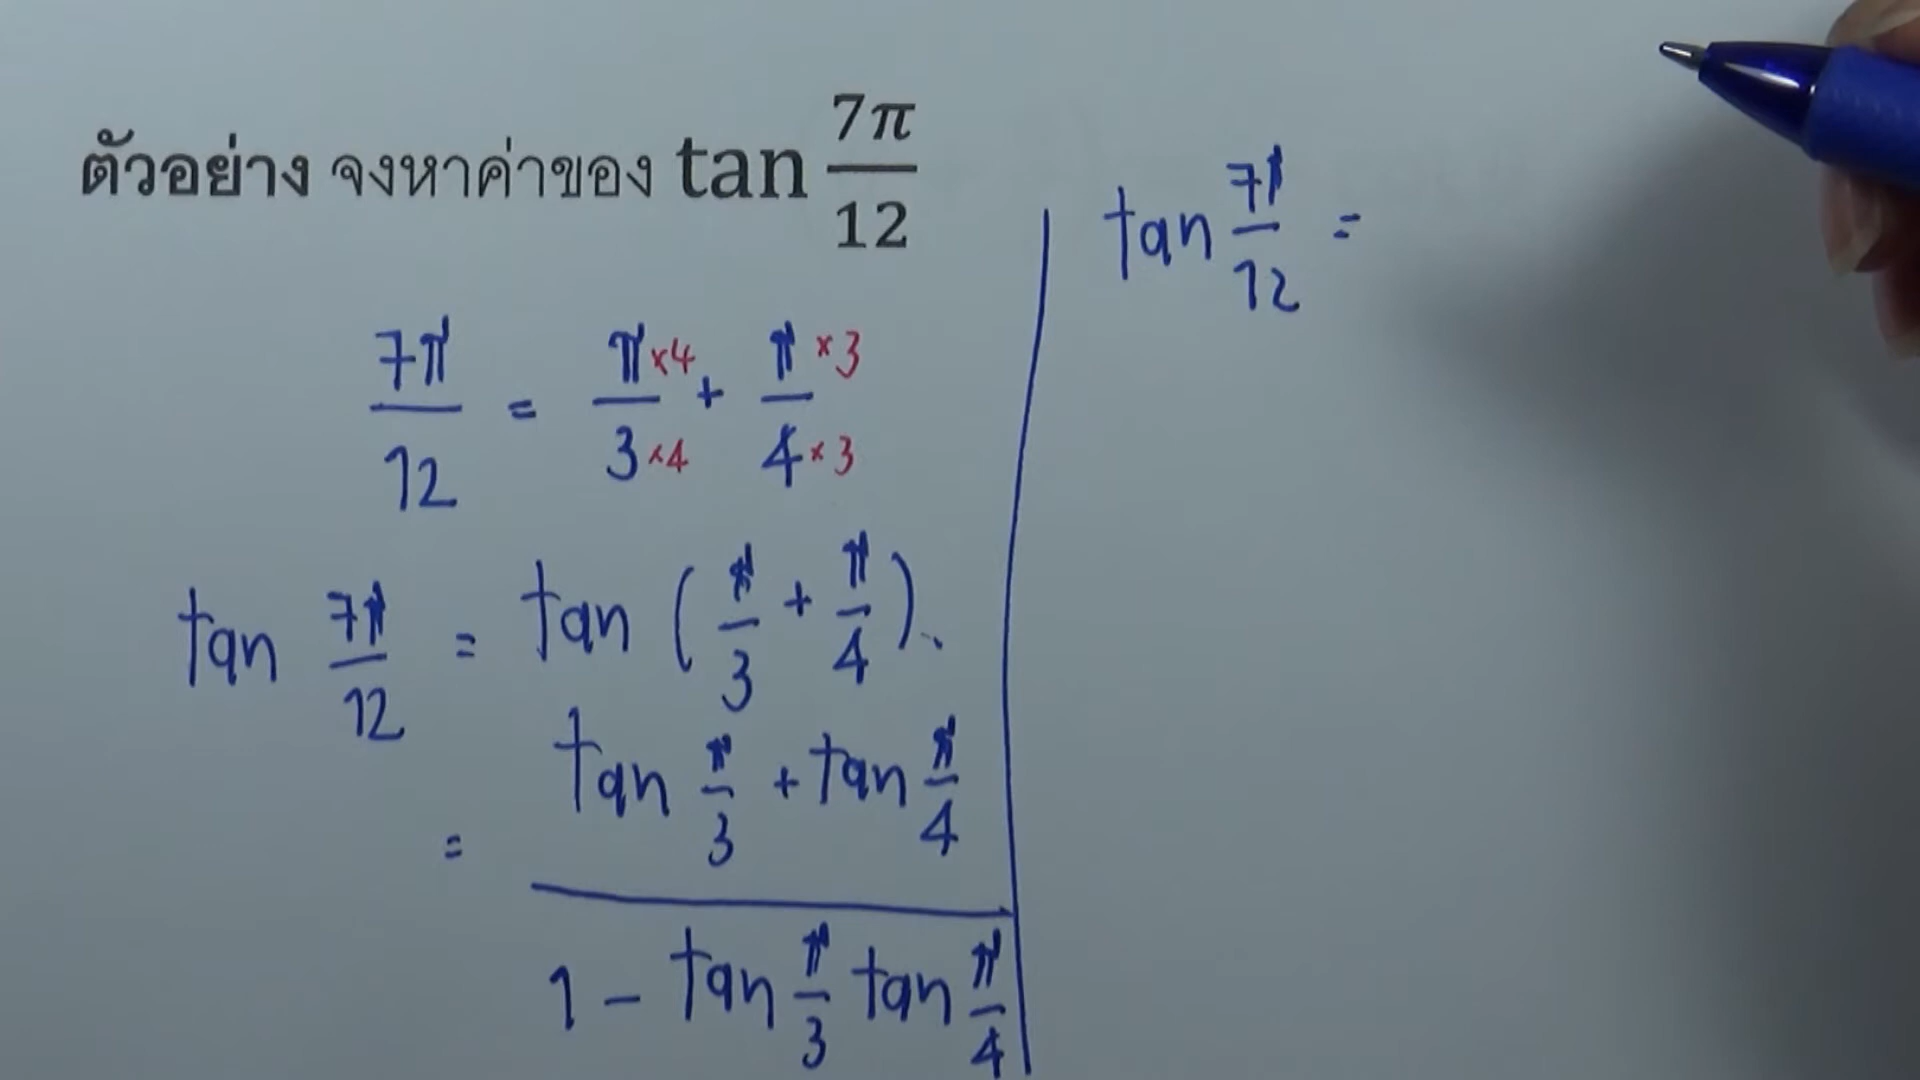 ตัวอย่าง จงหาค่าของ tan 7π/12
7π/12 = π×4/3×4 + π×3/4×3
tan 7π/12 = tan (π/3 + π/4)
= (tan π/3 + tan π/4)/(1 - tan π/3 tan π/4)
tan 7π/12 =